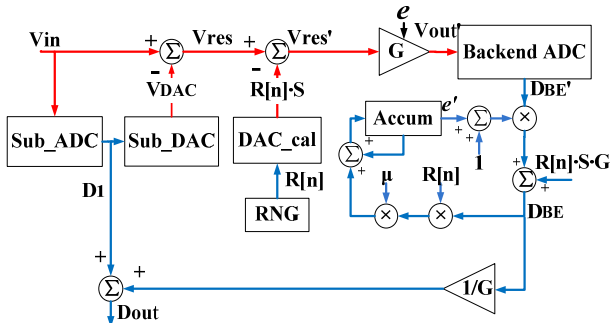 e
Vin + Σ Vres + Σ Vres' G Vout' Backend ADC
− VDAC − R[n]·S DBE'
Accum e' + Σ ×
+ 1
Sub_ADC Sub_DAC DAC_cal Σ + + + Σ + R[n]·S·G
D1 R[n] μ R[n] DBE
RNG × ×
+ + 1/G
Σ
Dout